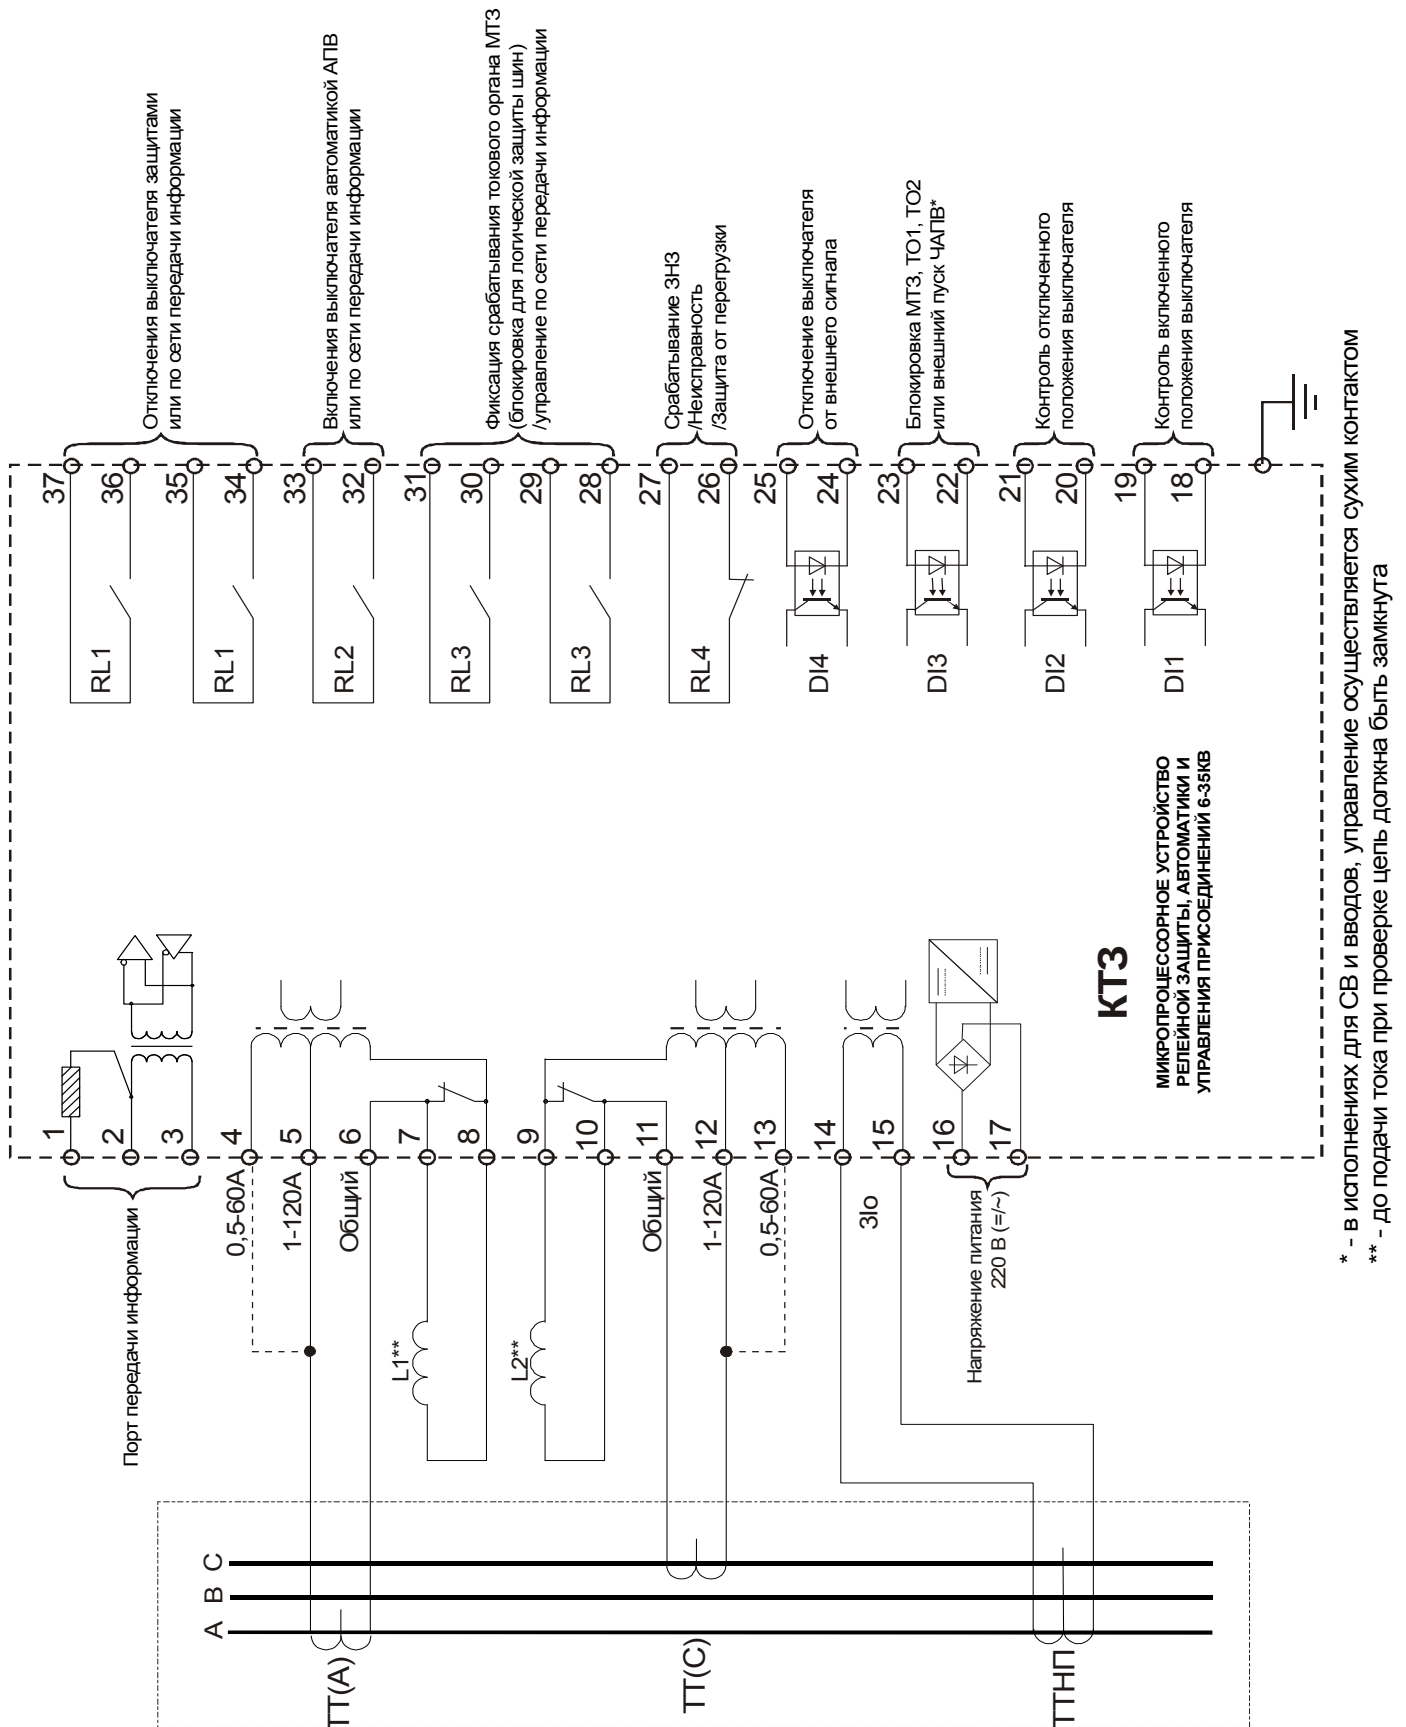 Отключения выключателя защитами
или по сети передачи информации
Включения выключателя автоматикой АПВ
или по сети передачи информации
Фиксация срабатывания токового органа МТЗ
(блокировка для логической защиты шин)
/управление по сети передачи информации
Срабатывание ЗНЗ
/Неисправность
/Защита от перегрузки
Отключение выключателя
от внешнего сигнала
Блокировка МТЗ, ТО1, ТО2
или внешний пуск ЧАПВ*
Контроль отключенного
положения выключателя
Контроль включенного
положения выключателя
37
36
35
34
33
32
31
30
29
28
27
26
25
24
23
22
21
20
19
18
RL1
RL1
RL2
RL3
RL3
RL4
DI4
DI3
DI2
DI1
КТЗ
МИКРОПРОЦЕССОРНОЕ УСТРОЙСТВО
РЕЛЕЙНОЙ ЗАЩИТЫ, АВТОМАТИКИ И
УПРАВЛЕНИЯ ПРИСОЕДИНЕНИЙ 6-35КВ
1
2
3
4
5
6
7
8
9
10
11
12
13
14
15
16
17
Порт передачи информации
0,5-60А
1-120А
Общий
L1**
L2**
Общий
1-120А
0,5-60А
3Io
Напряжение питания
220 В (=/~)
A
B
C
ТТ(А)
ТТ(С)
ТТНП
* - в исполнениях для СВ и вводов, управление осуществляется сухим контактом
** - до подачи тока при проверке цепь должна быть замкнута